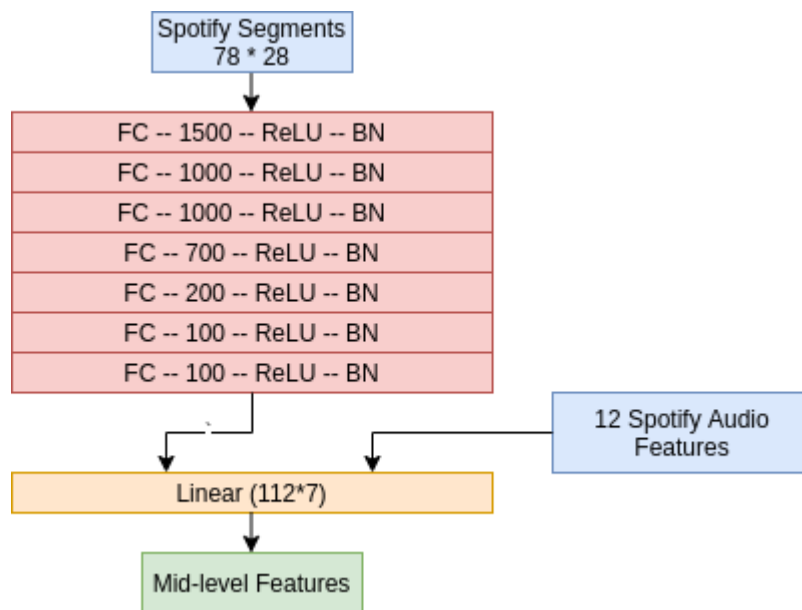 Spotify Segments
78 * 28
FC -- 1500 -- ReLU -- BN
FC -- 1000 -- ReLU -- BN
FC -- 1000 -- ReLU -- BN
FC -- 700 -- ReLU -- BN
FC -- 200 -- ReLU -- BN
FC -- 100 -- ReLU -- BN
FC -- 100 -- ReLU -- BN
12 Spotify Audio
Features
Linear (112*7)
Mid-level Features